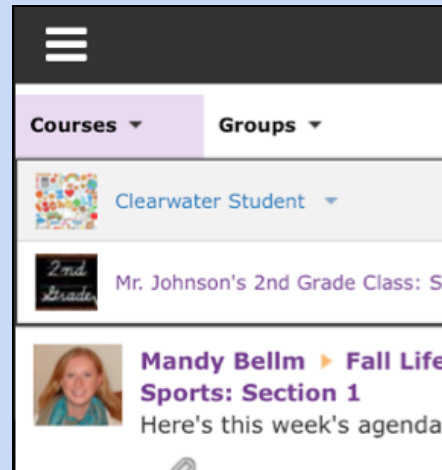 Courses Groups
Clearwater Student
2nd
Grade
Mr. Johnson's 2nd Grade Class: S
Mandy Bellm Fall Life
Sports: Section 1
Here's this week's agenda